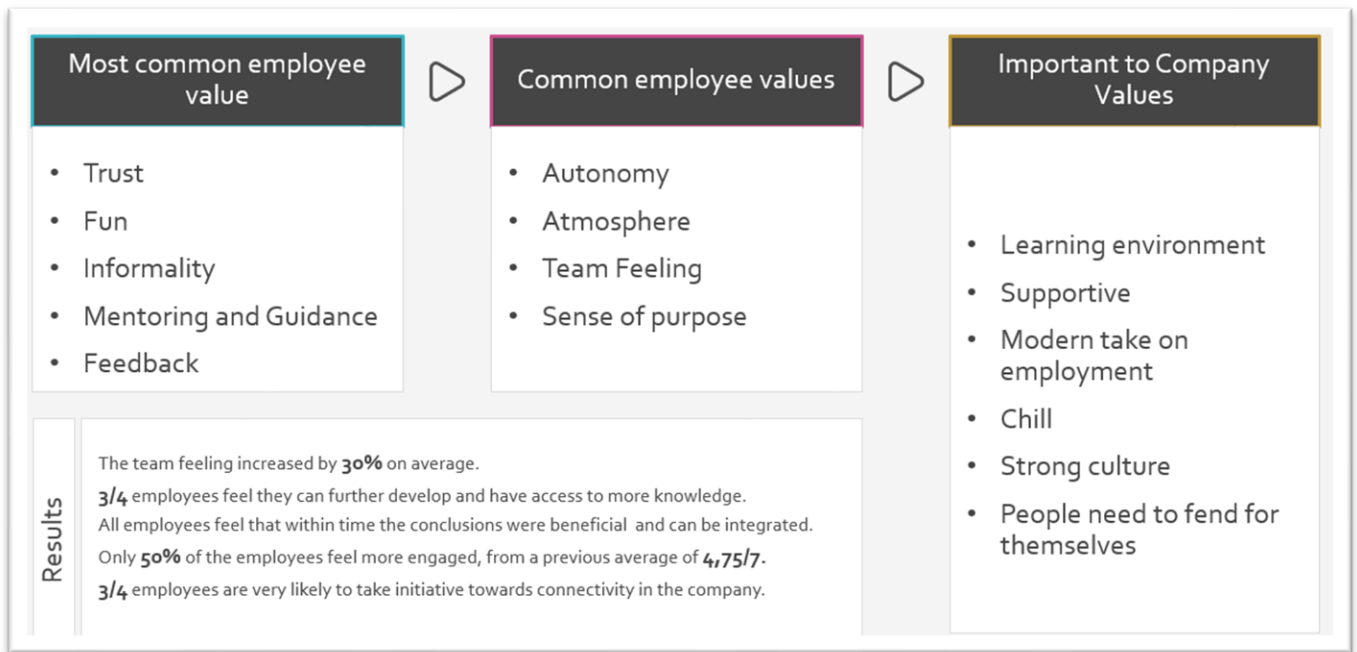 Most common employee
value
Common employee values
Important to Company
Values
• Trust
• Fun
• Informality
• Mentoring and Guidance
• Feedback
• Autonomy
• Atmosphere
• Team Feeling
• Sense of purpose
• Learning environment
• Supportive
• Modern take on
employment
• Chill
• Strong culture
• People need to fend for
themselves
Results
The team feeling increased by 30% on average.
3/4 employees feel they can further develop and have access to more knowledge.
All employees feel that within time the conclusions were beneficial and can be integrated.
Only 50% of the employees feel more engaged, from a previous average of 4,75/7.
3/4 employees are very likely to take initiative towards connectivity in the company.